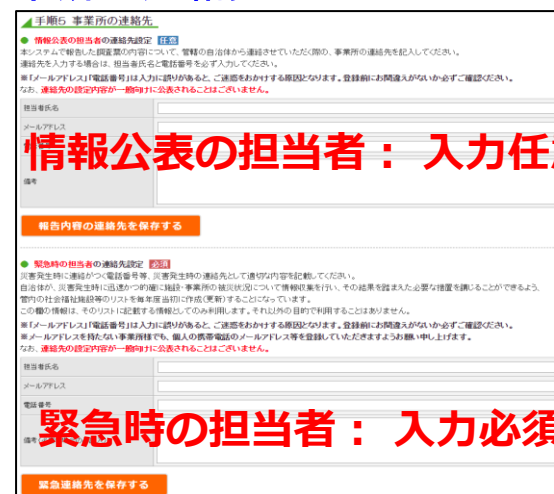 手順5 事業所の連絡先
● 情報公表の担当者の連絡先設定 任意
本システムで報告した調査票の内容について、管轄の自治体から連絡させていただく際の、事業所の連絡先を記入してください。
連絡先を入力する場合は、担当者氏名と電話番号を必ず入力してください。
※「メールアドレス」「電話番号」は入力に誤りがあると、ご迷惑をおかけする原因となります。登録前にお間違えがないか必ずご確認ください。
なお、連絡先の設定内容が一般向けに公表されることはございません。
担当者氏名
メールアドレス
情報公表の担当者： 入力任
備考
報告内容の連絡先を保存する
● 緊急時の担当者の連絡先設定 必須
災害発生時に連絡がつく電話番号等、災害発生時の連絡先として適切な内容を記載してください。
自治体が、災害発生時に迅速かつ的確に施設・事業所の被災状況について情報収集を行い、その結果を踏まえた必要な措置を講じることができるよう、
管内の社会福祉施設等のリストを毎年度当初に作成(更新)することになっています。
この欄の情報は、そのリストに記載する情報としてのみ利用します。それ以外の目的で利用することはありません。
※「メールアドレス」「電話番号」は入力に誤りがあると、ご迷惑をおかけする原因となります。登録前にお間違えがないか必ずご確認ください。
※メールアドレスを持たない事業所様でも、個人の携帯電話のメールアドレス等を登録していただきますようお願い申し上げます。
なお、連絡先の設定内容が一般向けに公表されることはございません。
担当者氏名
メールアドレス
電話番号
緊急時の担当者： 入力必須
備考
緊急連絡先を保存する